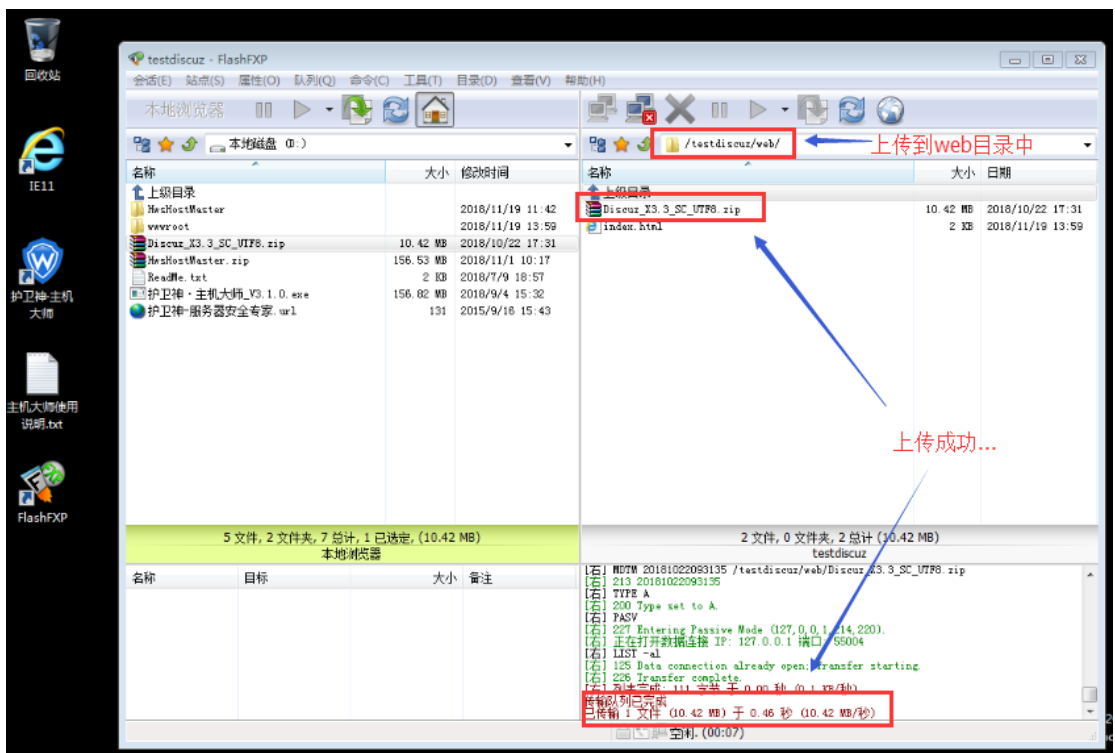 回收站
IE11
护卫神·主机
大师
主机大师使用
说明.txt
FlashFXP
testdiscuz - FlashFXP
会话(E) 站点(S) 属性(O) 队列(Q) 命令(C) 工具(T) 目录(D) 查看(V) 帮助(H)
本地浏览器
本地磁盘 (D:)
名称 大小 修改时间
上级目录
HwsHostMaster 2018/11/19 11:42
wwwroot 2018/11/19 13:59
Discuz_X3.3_SC_UTF8.zip 10.42 MB 2018/10/22 17:31
HwsHostMaster.zip 156.53 MB 2018/11/1 10:17
ReadMe.txt 2 KB 2018/7/9 18:57
护卫神·主机大师_V3.1.0.exe 156.82 MB 2018/9/4 15:32
护卫神-服务器安全专家.url 131 2015/9/16 15:43
5 文件, 2 文件夹, 7 总计, 1 已选定, (10.42 MB)
本地浏览器
名称 目标 大小 备注
/testdiscuz/web/
上传到web目录中
名称 大小 日期
上级目录
Discuz_X3.3_SC_UTF8.zip 10.42 MB 2018/10/22 17:31
index.html 2 KB 2018/11/19 13:59
上传成功...
2 文件, 0 文件夹, 2 总计 (10.42 MB)
testdiscuz
[右] MDTM 20181022093135 /testdiscuz/web/Discuz_X3.3_SC_UTF8.zip
[右] 213 20181022093135
[右] TYPE A
[右] 200 Type set to A.
[右] PASV
[右] 227 Entering Passive Mode (127,0,0,1,214,220).
[右] 正在打开数据连接 IP: 127.0.0.1 端口: 55004
[右] LIST -al
[右] 125 Data connection already open; Transfer starting.
[右] 226 Transfer complete.
[右] 列表完成: 111 字节 于 0.00 秒 (0.1 KB/秒)
传输队列已完成
已传输 1 文件 (10.42 MB) 于 0.46 秒 (10.42 MB/秒)
空闲. (00:07)